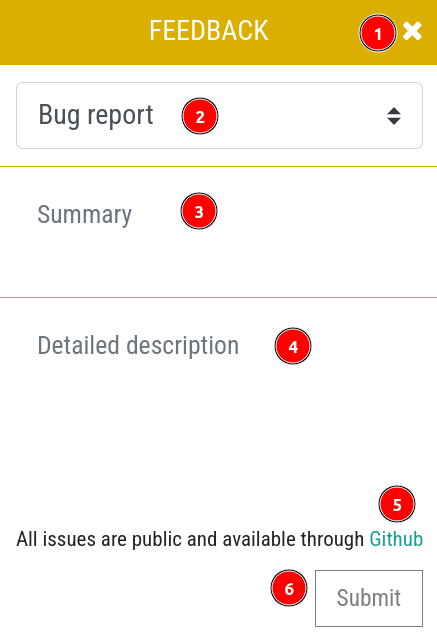 FEEDBACK 1
Bug report 2
Summary 3
Detailed description 4
5
All issues are public and available through Github
6 Submit